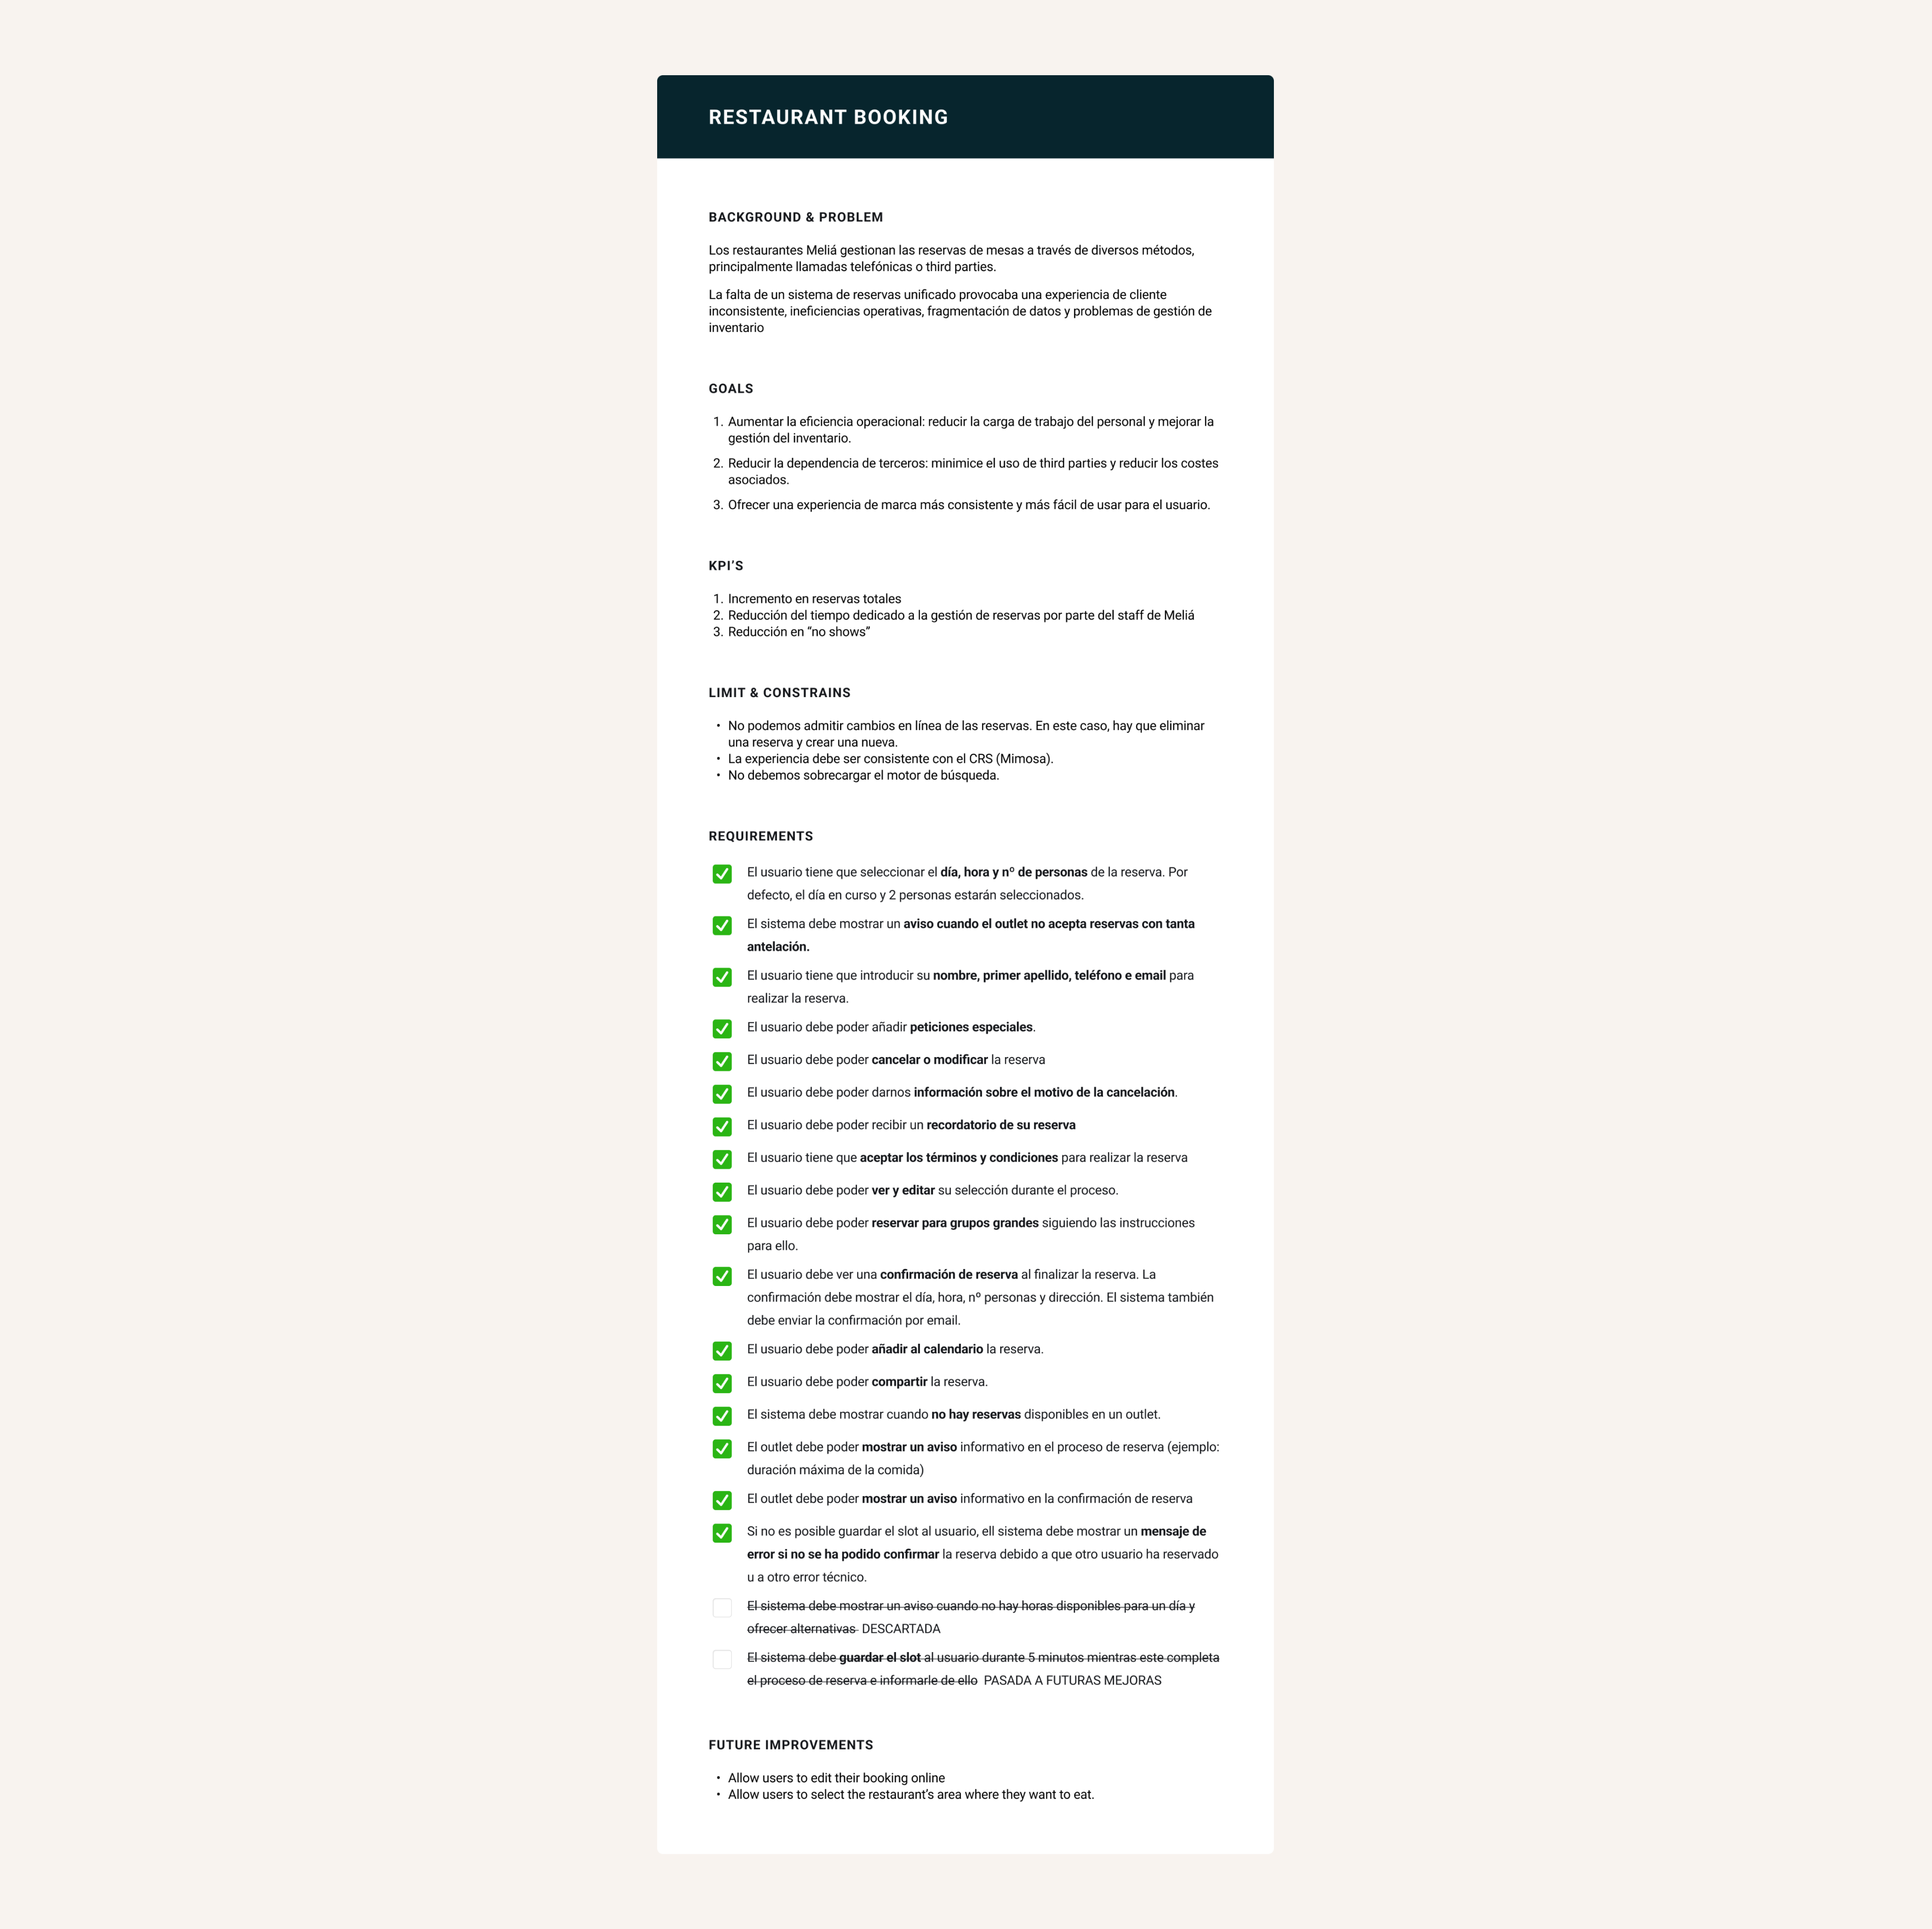 RESTAURANT BOOKING
BACKGROUND & PROBLEM
Los restaurantes Meliá gestionan las reservas de mesas a través de diversos métodos,
principalmente llamadas telefónicas o third parties.
La falta de un sistema de reservas unificado provocaba una experiencia de cliente
inconsistente, ineficiencias operativas, fragmentación de datos y problemas de gestión de
inventario
GOALS
1. Aumentar la eficiencia operacional: reducir la carga de trabajo del personal y mejorar la
gestión del inventario.
2. Reducir la dependencia de terceros: minimice el uso de third parties y reducir los costes
asociados.
3. Ofrecer una experiencia de marca más consistente y más fácil de usar para el usuario.
KPI’S
1. Incremento en reservas totales
2. Reducción del tiempo dedicado a la gestión de reservas por parte del staff de Meliá
3. Reducción en “no shows”
LIMIT & CONSTRAINS
• No podemos admitir cambios en línea de las reservas. En este caso, hay que eliminar
una reserva y crear una nueva.
• La experiencia debe ser consistente con el CRS (Mimosa).
• No debemos sobrecargar el motor de búsqueda.
REQUIREMENTS
El usuario tiene que seleccionar el día, hora y nº de personas de la reserva. Por
defecto, el día en curso y 2 personas estarán seleccionados.
El sistema debe mostrar un aviso cuando el outlet no acepta reservas con tanta
antelación.
El usuario tiene que introducir su nombre, primer apellido, teléfono e email para
realizar la reserva.
El usuario debe poder añadir peticiones especiales.
El usuario debe poder cancelar o modificar la reserva
El usuario debe poder darnos información sobre el motivo de la cancelación.
El usuario debe poder recibir un recordatorio de su reserva
El usuario tiene que aceptar los términos y condiciones para realizar la reserva
El usuario debe poder ver y editar su selección durante el proceso.
El usuario debe poder reservar para grupos grandes siguiendo las instrucciones
para ello.
El usuario debe ver una confirmación de reserva al finalizar la reserva. La
confirmación debe mostrar el día, hora, nº personas y dirección. El sistema también
debe enviar la confirmación por email.
El usuario debe poder añadir al calendario la reserva.
El usuario debe poder compartir la reserva.
El sistema debe mostrar cuando no hay reservas disponibles en un outlet.
El outlet debe poder mostrar un aviso informativo en el proceso de reserva (ejemplo:
duración máxima de la comida)
El outlet debe poder mostrar un aviso informativo en la confirmación de reserva
Si no es posible guardar el slot al usuario, ell sistema debe mostrar un mensaje de
error si no se ha podido confirmar la reserva debido a que otro usuario ha reservado
u a otro error técnico.
El sistema debe mostrar un aviso cuando no hay horas disponibles para un día y
ofrecer alternativas DESCARTADA
El sistema debe guardar el slot al usuario durante 5 minutos mientras este completa
el proceso de reserva e informarle de ello PASADA A FUTURAS MEJORAS
FUTURE IMPROVEMENTS
• Allow users to edit their booking online
• Allow users to select the restaurant’s area where they want to eat.